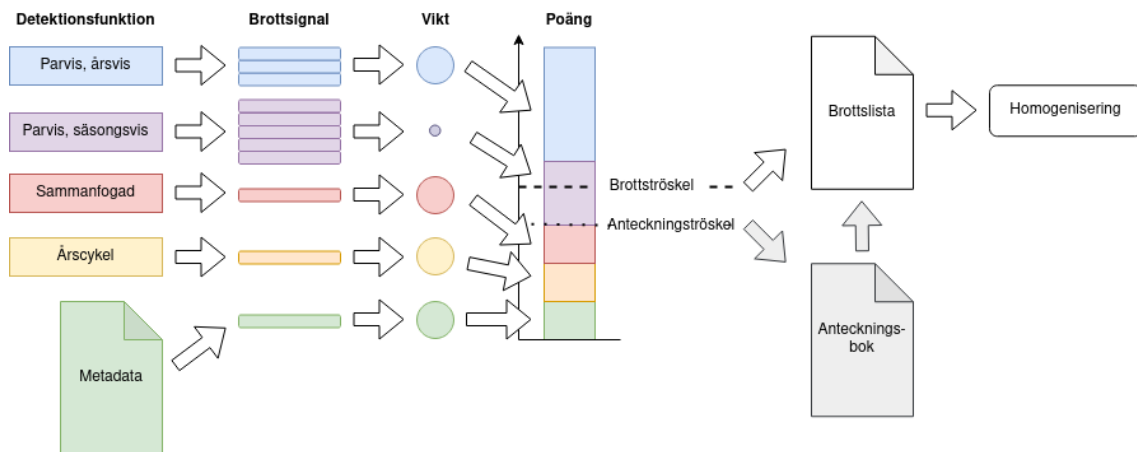 Detektionsfunktion
Brottsignal
Vikt
Poäng
Parvis, årsvis
Parvis, säsongsvis
Sammanfogad
Årscykel
Metadata
Brottströskel
Anteckningströskel
Brottslista
Homogenisering
Antecknings-
bok